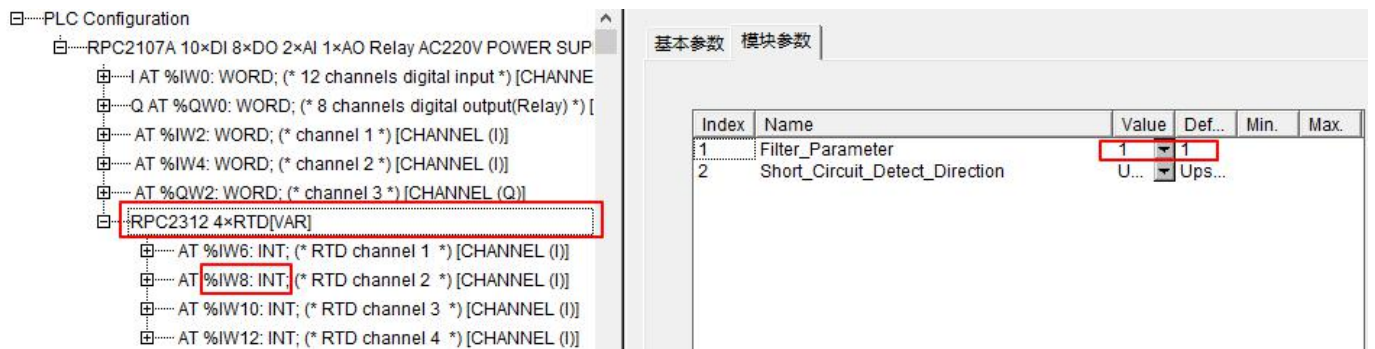 PLC Configuration
RPC2107A 10×DI 8×DO 2×AI 1×AO Relay AC220V POWER SUP
I AT %IW0: WORD; (* 12 channels digital input *) [CHANNE
Q AT %QW0: WORD; (* 8 channels digital output(Relay) *) [
AT %IW2: WORD; (* channel 1 *) [CHANNEL (I)]
AT %IW4: WORD; (* channel 2 *) [CHANNEL (I)]
AT %QW2: WORD; (* channel 3 *) [CHANNEL (Q)]
RPC2312 4×RTD[VAR]
AT %IW6: INT; (* RTD channel 1 *) [CHANNEL (I)]
AT %IW8: INT; (* RTD channel 2 *) [CHANNEL (I)]
AT %IW10: INT; (* RTD channel 3 *) [CHANNEL (I)]
AT %IW12: INT; (* RTD channel 4 *) [CHANNEL (I)]
基本参数 模块参数
Index Name Value Def... Min. Max.
1 Filter_Parameter 1 1
2 Short_Circuit_Detect_Direction U... Ups...